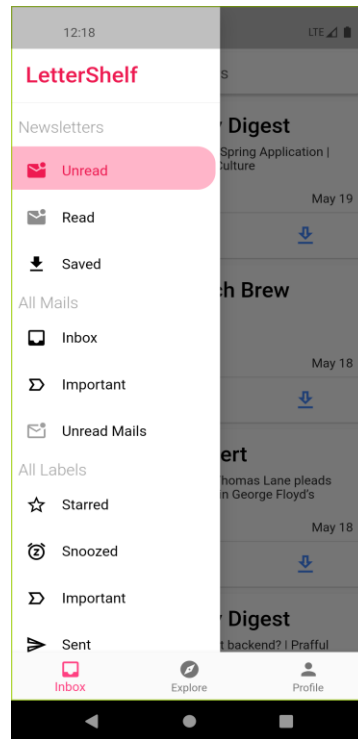 12:18
LTE
LetterShelf
s
Newsletters
Digest
Spring Application |
Culture
Unread
May 19
Read
Saved
ch Brew
All Mails
Inbox
May 18
Important
Unread Mails
ert
All Labels
Thomas Lane pleads
in George Floyd's
Starred
May 18
Snoozed
Important
Digest
Sent
t backend? | Prafful
Inbox
Explore
Profile